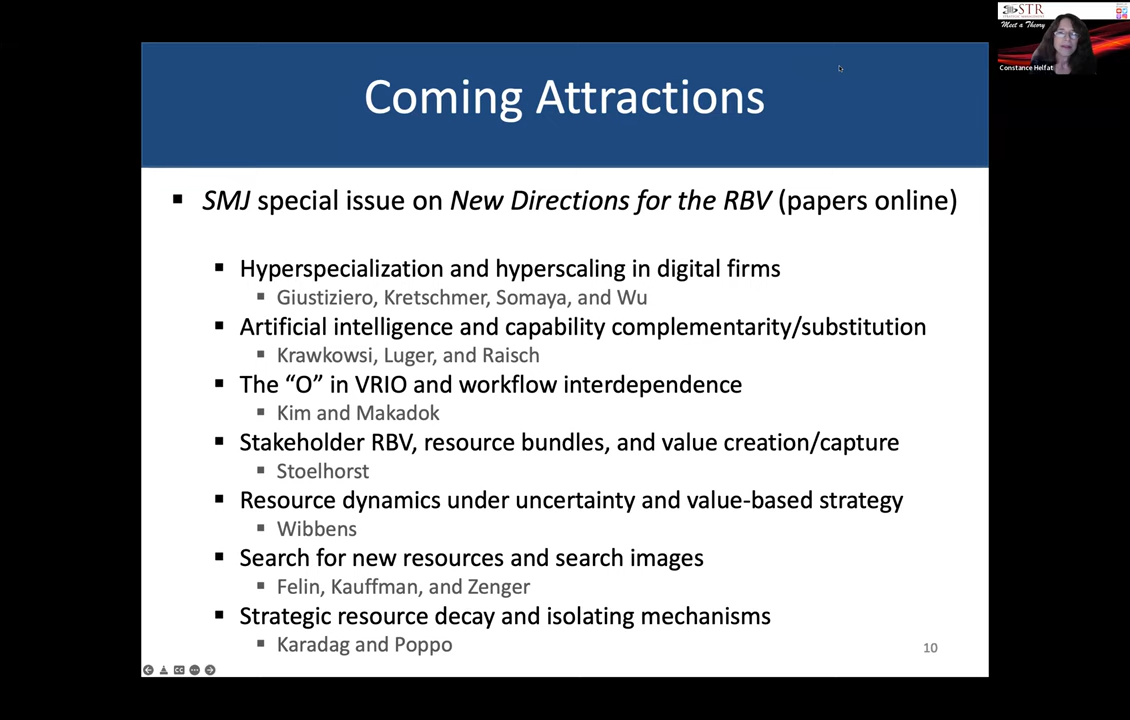 STR
Meet a Theory
Constance Helfat
Coming Attractions
▪ SMJ special issue on New Directions for the RBV (papers online)
▪ Hyperspecialization and hyperscaling in digital firms
▪ Giustiziero, Kretschmer, Somaya, and Wu
▪ Artificial intelligence and capability complementarity/substitution
▪ Krawkowsi, Luger, and Raisch
▪ The “O” in VRIO and workflow interdependence
▪ Kim and Makadok
▪ Stakeholder RBV, resource bundles, and value creation/capture
▪ Stoelhorst
▪ Resource dynamics under uncertainty and value-based strategy
▪ Wibbens
▪ Search for new resources and search images
▪ Felin, Kauffman, and Zenger
▪ Strategic resource decay and isolating mechanisms
▪ Karadag and Poppo
10